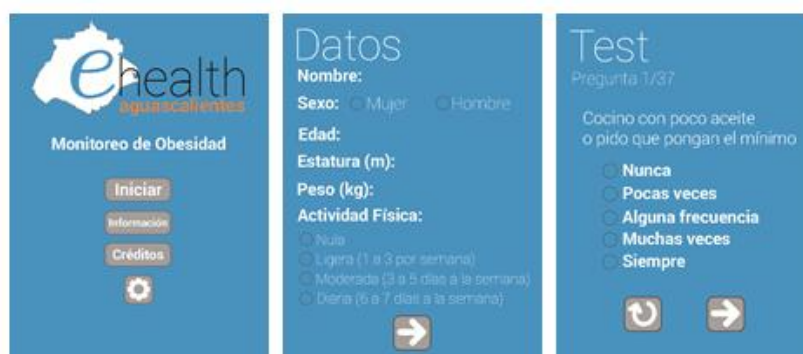 ehealth
aguascalientes
Monitoreo de Obesidad
Iniciar
Información
Créditos
Datos
Nombre:
Sexo: Mujer Hombre
Edad:
Estatura (m):
Peso (kg):
Actividad Física:
Nula
Ligera (1 a 3 por semana)
Moderada (3 a 5 días a la semana)
Diaria (6 a 7 días a la semana)
Test
Pregunta 1/37
Cocino con poco aceite
o pido que pongan el mínimo
Nunca
Pocas veces
Alguna frecuencia
Muchas veces
Siempre